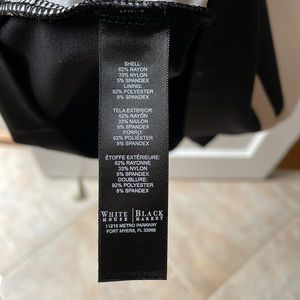 SHELL:
62% RAYON
33% NYLON
5% SPANDEX
LINING:
92% POLYESTER
8% SPANDEX
TELA EXTERIOR:
62% RAYÓN
33% NAILON
5% SPANDEX
FORRO:
92% POLIÉSTER
8% SPANDEX
ÉTOFFE EXTÉRIEURE:
62% RAYONNE
33% NYLON
5% SPANDEX
DOUBLURE:
92% POLYESTER
8% SPANDEX
WHITE | BLACK
HOUSE | MARKET
11215 METRO PARKWAY
FORT MYERS, FL 33966